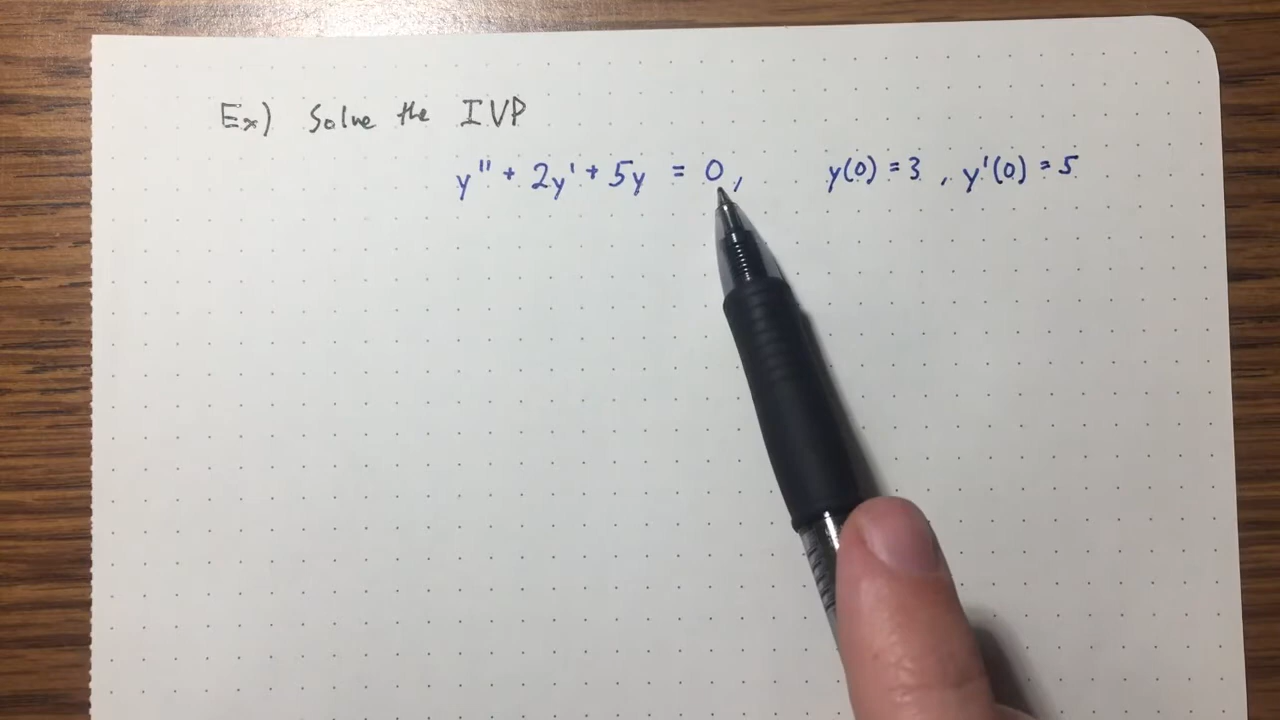 Ex) Solve the IVP
y'' + 2y' + 5y = 0, y(0) = 3, y'(0) = 5